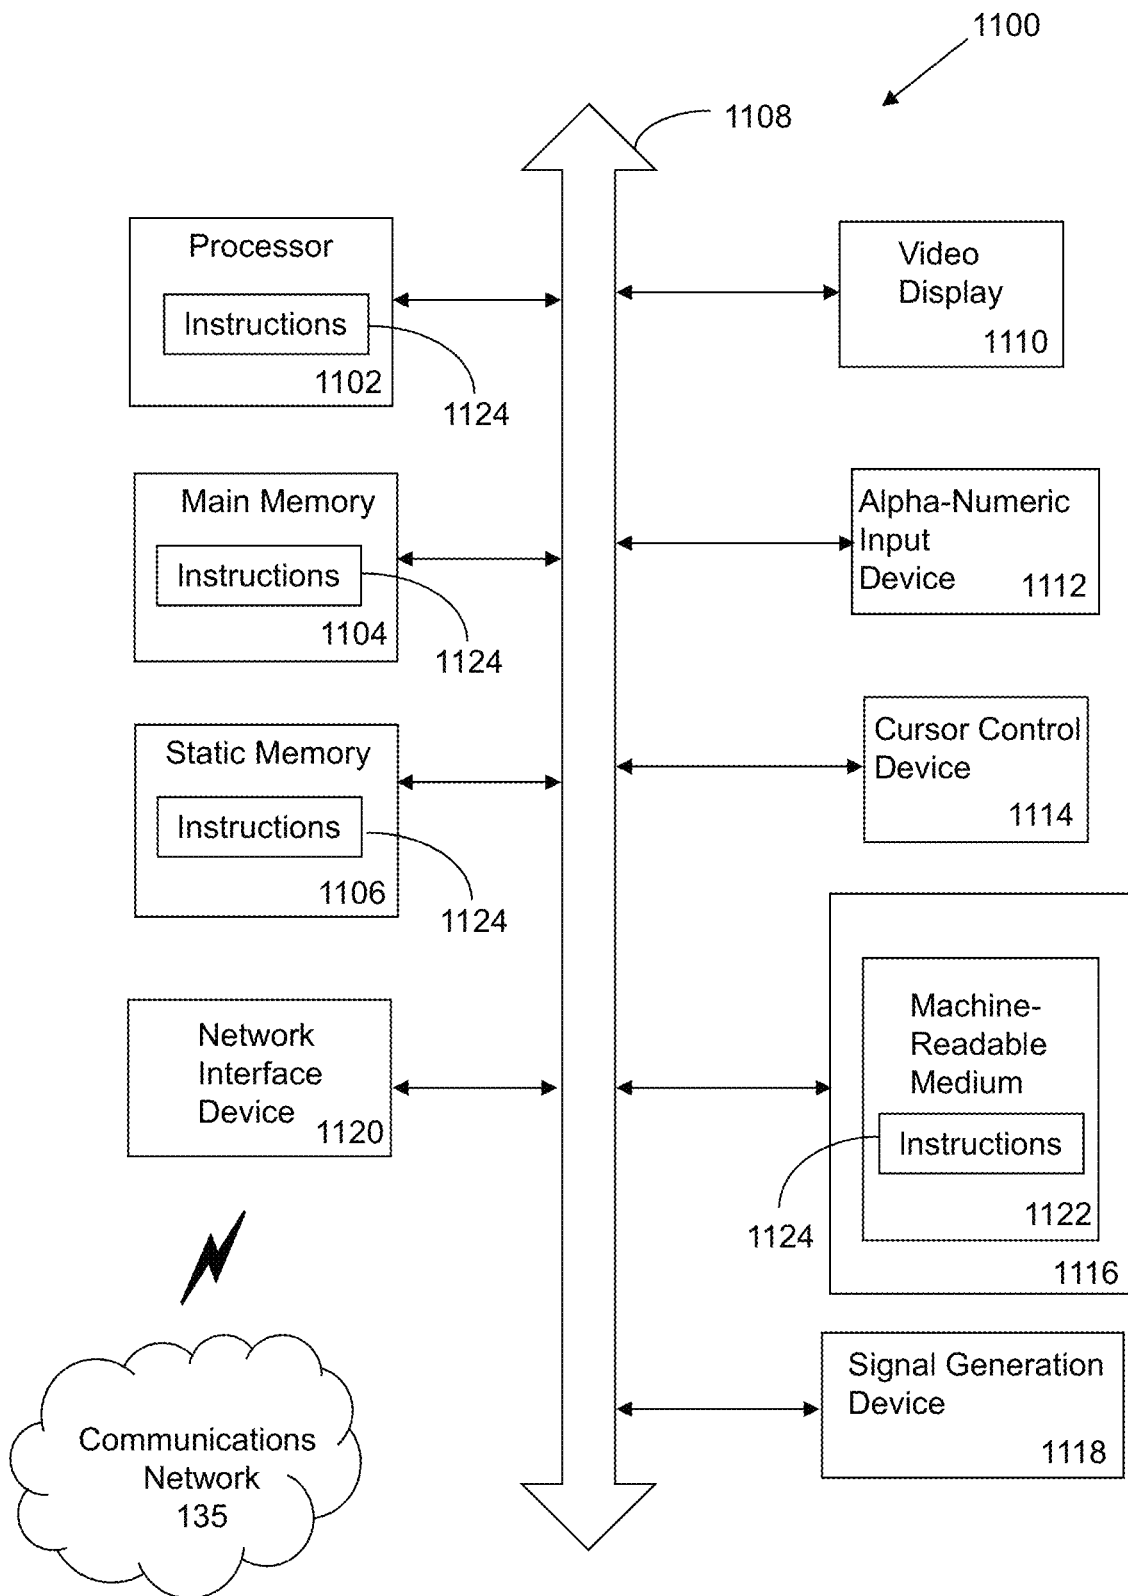 1100
1108
Processor
Instructions
1102
1124
Main Memory
Instructions
1104
1124
Static Memory
Instructions
1106
1124
Network
Interface
Device
1120
Communications
Network
135
Video
Display
1110
Alpha-Numeric
Input
Device
1112
Cursor Control
Device
1114
Machine-
Readable
Medium
Instructions
1124
1122
1116
Signal Generation
Device
1118